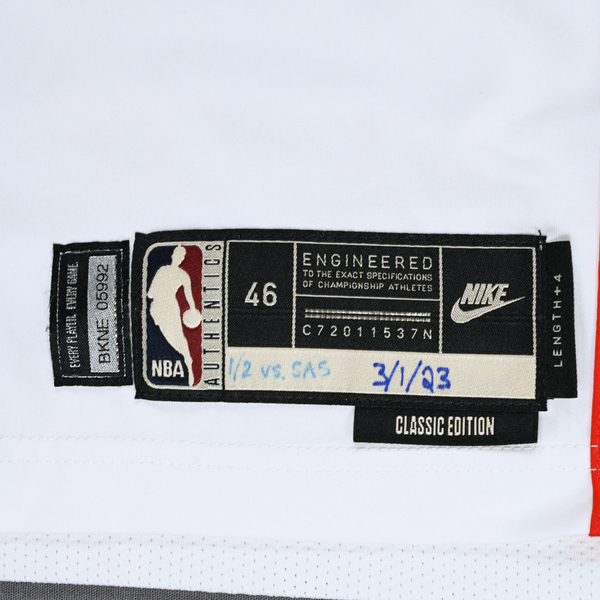 EVERY PLAYER. EVERY GAME.
BKNE 05992
NBA
AUTHENTICS
46
ENGINEERED
TO THE EXACT SPECIFICATIONS
OF CHAMPIONSHIP ATHLETES
C72011537N
NIKE
LENGTH+4
1/2 vs. SAS
3/1/23
CLASSIC EDITION